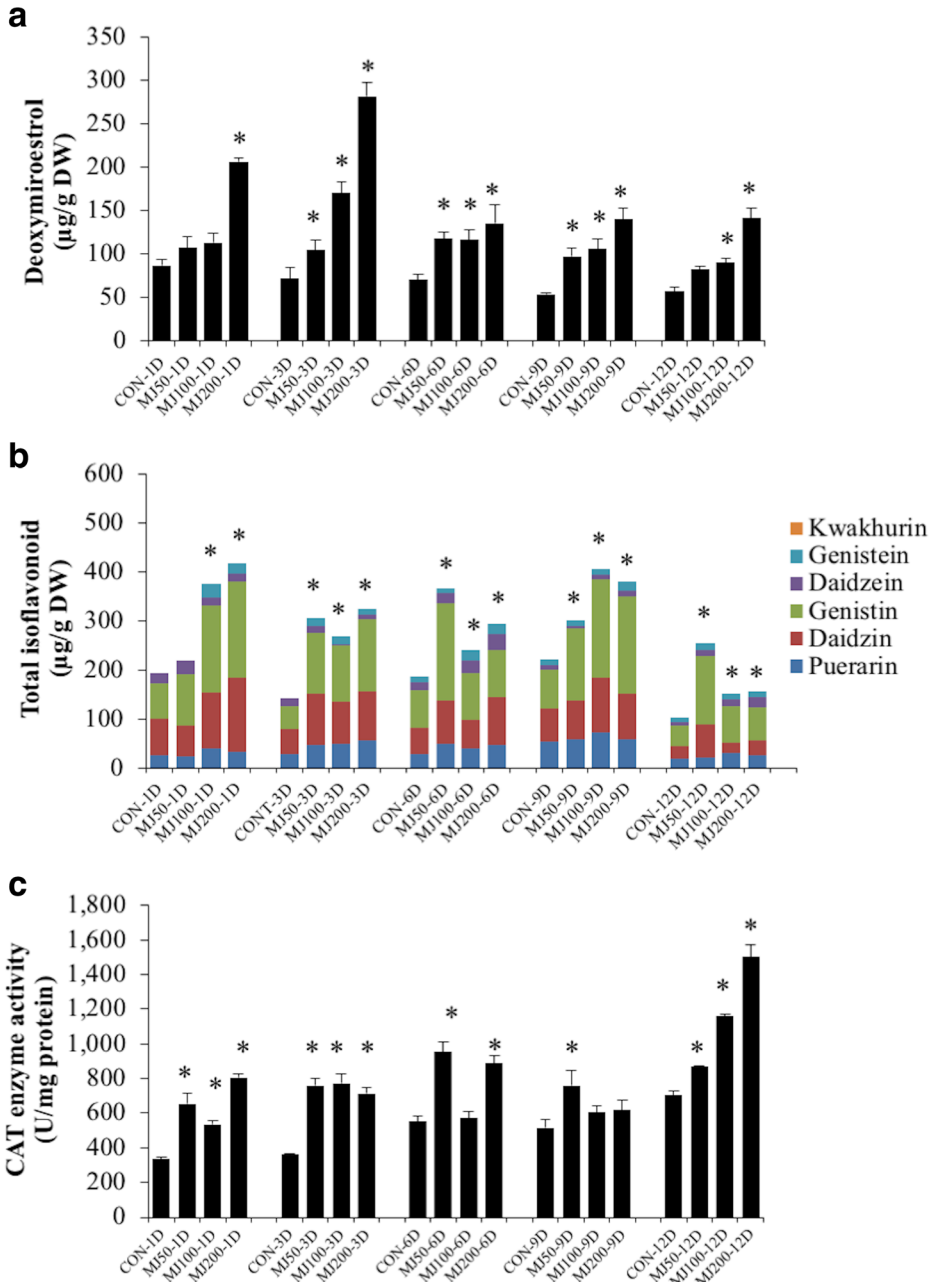 a
Deoxymiroestrol
(µg/g DW)
350
300
250
200
150
100
50
0
* * * * * * * * * * * *
CON-1D
MJ50-1D
MJ100-1D
MJ200-1D
CON-3D
MJ50-3D
MJ100-3D
MJ200-3D
CON-6D
MJ50-6D
MJ100-6D
MJ200-6D
CON-9D
MJ50-9D
MJ100-9D
MJ200-9D
CON-12D
MJ50-12D
MJ100-12D
MJ200-12D
b
Total isoflavonoid
(µg/g DW)
600
500
400
300
200
100
0
* * * * * * * * * * * * * *
Kwakhurin
Genistein
Daidzein
Genistin
Daidzin
Puerarin
CON-1D
MJ50-1D
MJ100-1D
MJ200-1D
CONT-3D
MJ50-3D
MJ100-3D
MJ200-3D
CON-6D
MJ50-6D
MJ100-6D
MJ200-6D
CON-9D
MJ50-9D
MJ100-9D
MJ200-9D
CON-12D
MJ50-12D
MJ100-12D
MJ200-12D
c
CAT enzyme activity
(U/mg protein)
1,800
1,600
1,400
1,200
1,000
800
600
400
200
0
* * * * * * * * * * * *
CON-1D
MJ50-1D
MJ100-1D
MJ200-1D
CON-3D
MJ50-3D
MJ100-3D
MJ200-3D
CON-6D
MJ50-6D
MJ100-6D
MJ200-6D
CON-9D
MJ50-9D
MJ100-9D
MJ200-9D
CON-12D
MJ50-12D
MJ100-12D
MJ200-12D